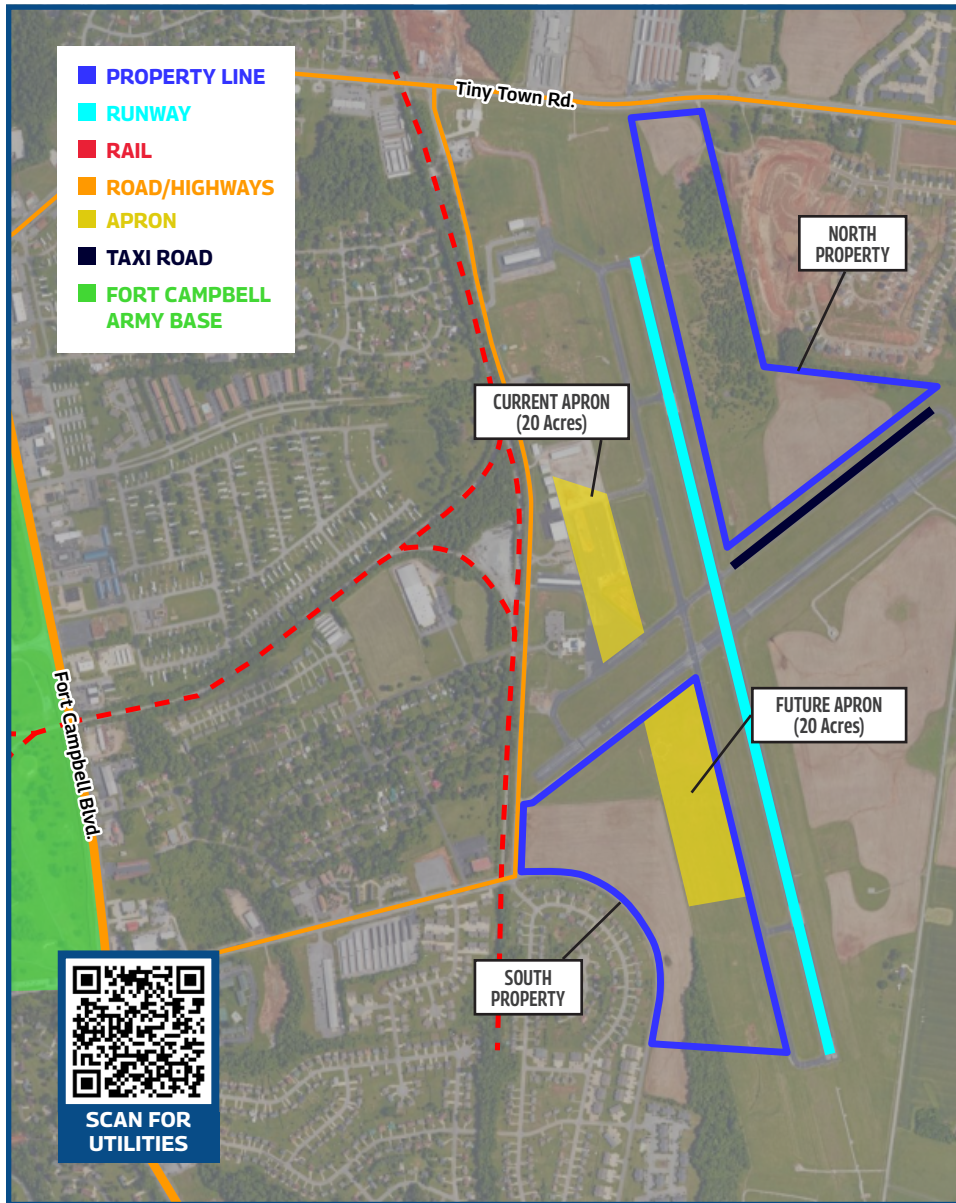 PROPERTY LINE
RUNWAY
RAIL
ROAD/HIGHWAYS
APRON
TAXI ROAD
FORT CAMPBELL
ARMY BASE
Tiny Town Rd.
NORTH
PROPERTY
CURRENT APRON
(20 Acres)
FUTURE APRON
(20 Acres)
Fort Campbell Blvd.
SOUTH
PROPERTY
SCAN FOR
UTILITIES